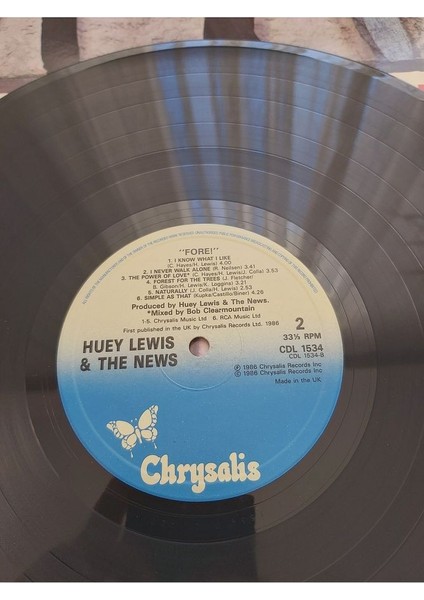 "FORE!"
1. I KNOW WHAT I LIKE
(C. Hayes/H. Lewis) 4.00
2. I NEVER WALK ALONE (R. Neilsen) 3.41
3. THE POWER OF LOVE* (C. Hayes/H. Lewis/J. Colla) 3.53
4. FOREST FOR THE TREES (J. Fletcher/
S. Gibson/H. Lewis/K. Loggins) 3.21
5. NATURALLY (J. Colla/H. Lewis) 2.53
6. SIMPLE AS THAT (Kupka/Castillo/Biner) 4.26
Produced by Huey Lewis & The News.
*Mixed by Bob Clearmountain
1-5. Chrysalis Music Ltd 6. RCA Music Ltd
First published in the UK by Chrysalis Records Ltd. 1986
HUEY LEWIS
& THE NEWS
2
33⅓ RPM
CDL 1534
CDL 1534-B
℗ 1986 Chrysalis Records Inc
© 1986 Chrysalis Records Inc
Made in the UK
Chrysalis